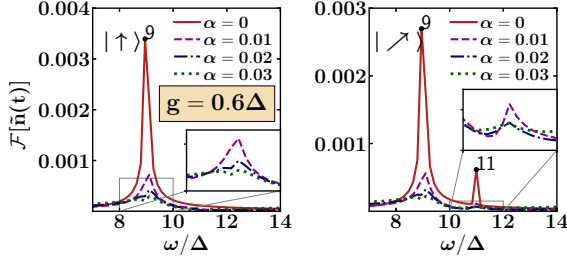 0.004
0.003
0.002
0.001
F[ñ(t)]
| ↑ ⟩
9
α = 0
α = 0.01
α = 0.02
α = 0.03
g = 0.6Δ
8 10 12 14
ω/Δ
0.003
0.002
0.001
| ↗ ⟩
9
α = 0
α = 0.01
α = 0.02
α = 0.03
11
8 10 12 14
ω/Δ